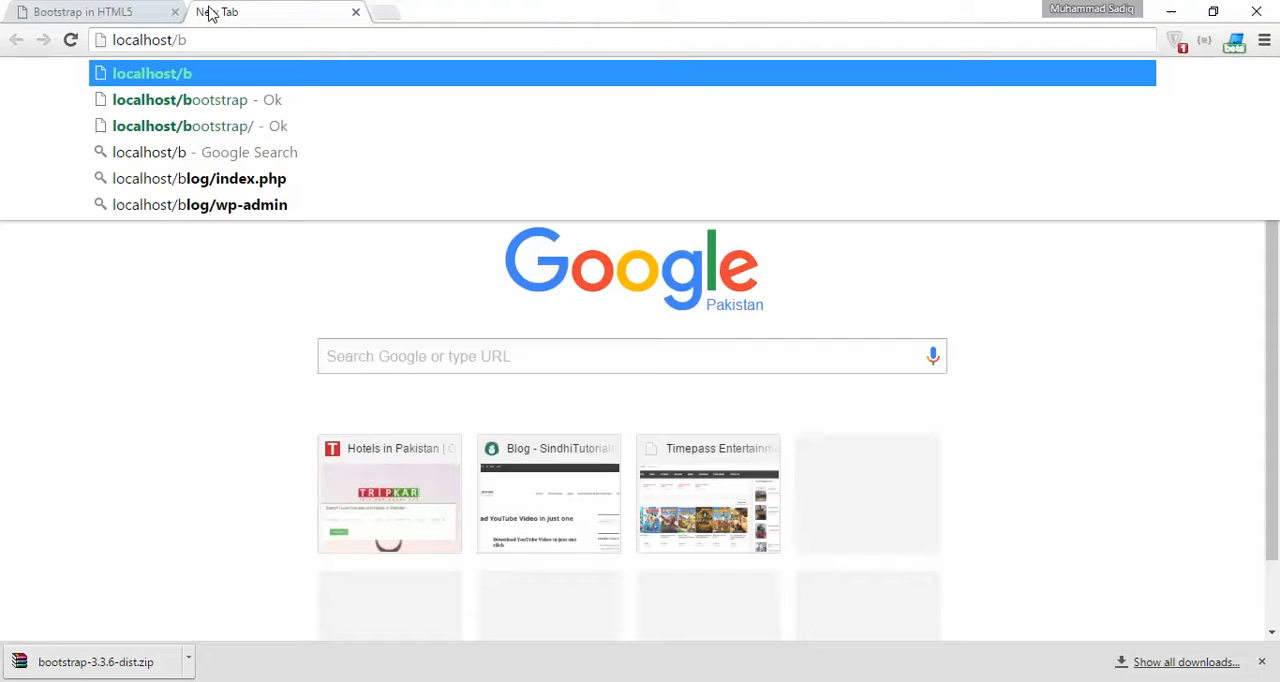 Bootstrap in HTML5
New Tab
Muhammad Sadiq
localhost/b
1
beta
localhost/b
localhost/bootstrap - Ok
localhost/bootstrap/ - Ok
localhost/b - Google Search
localhost/blog/index.php
localhost/blog/wp-admin
Google
Pakistan
Search Google or type URL
Hotels in Pakistan |
Blog - SindhiTutorial
Timepass Entertainm
TRIPKAR
ad YouTube Video in just one
Download YouTube Video in just one
click
bootstrap-3.3.6-dist.zip
Show all downloads...